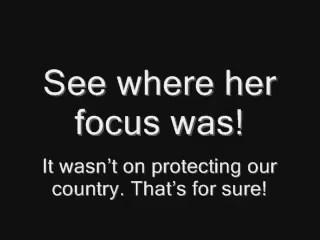 See where her
focus was!
It wasn’t on protecting our
country. That’s for sure!